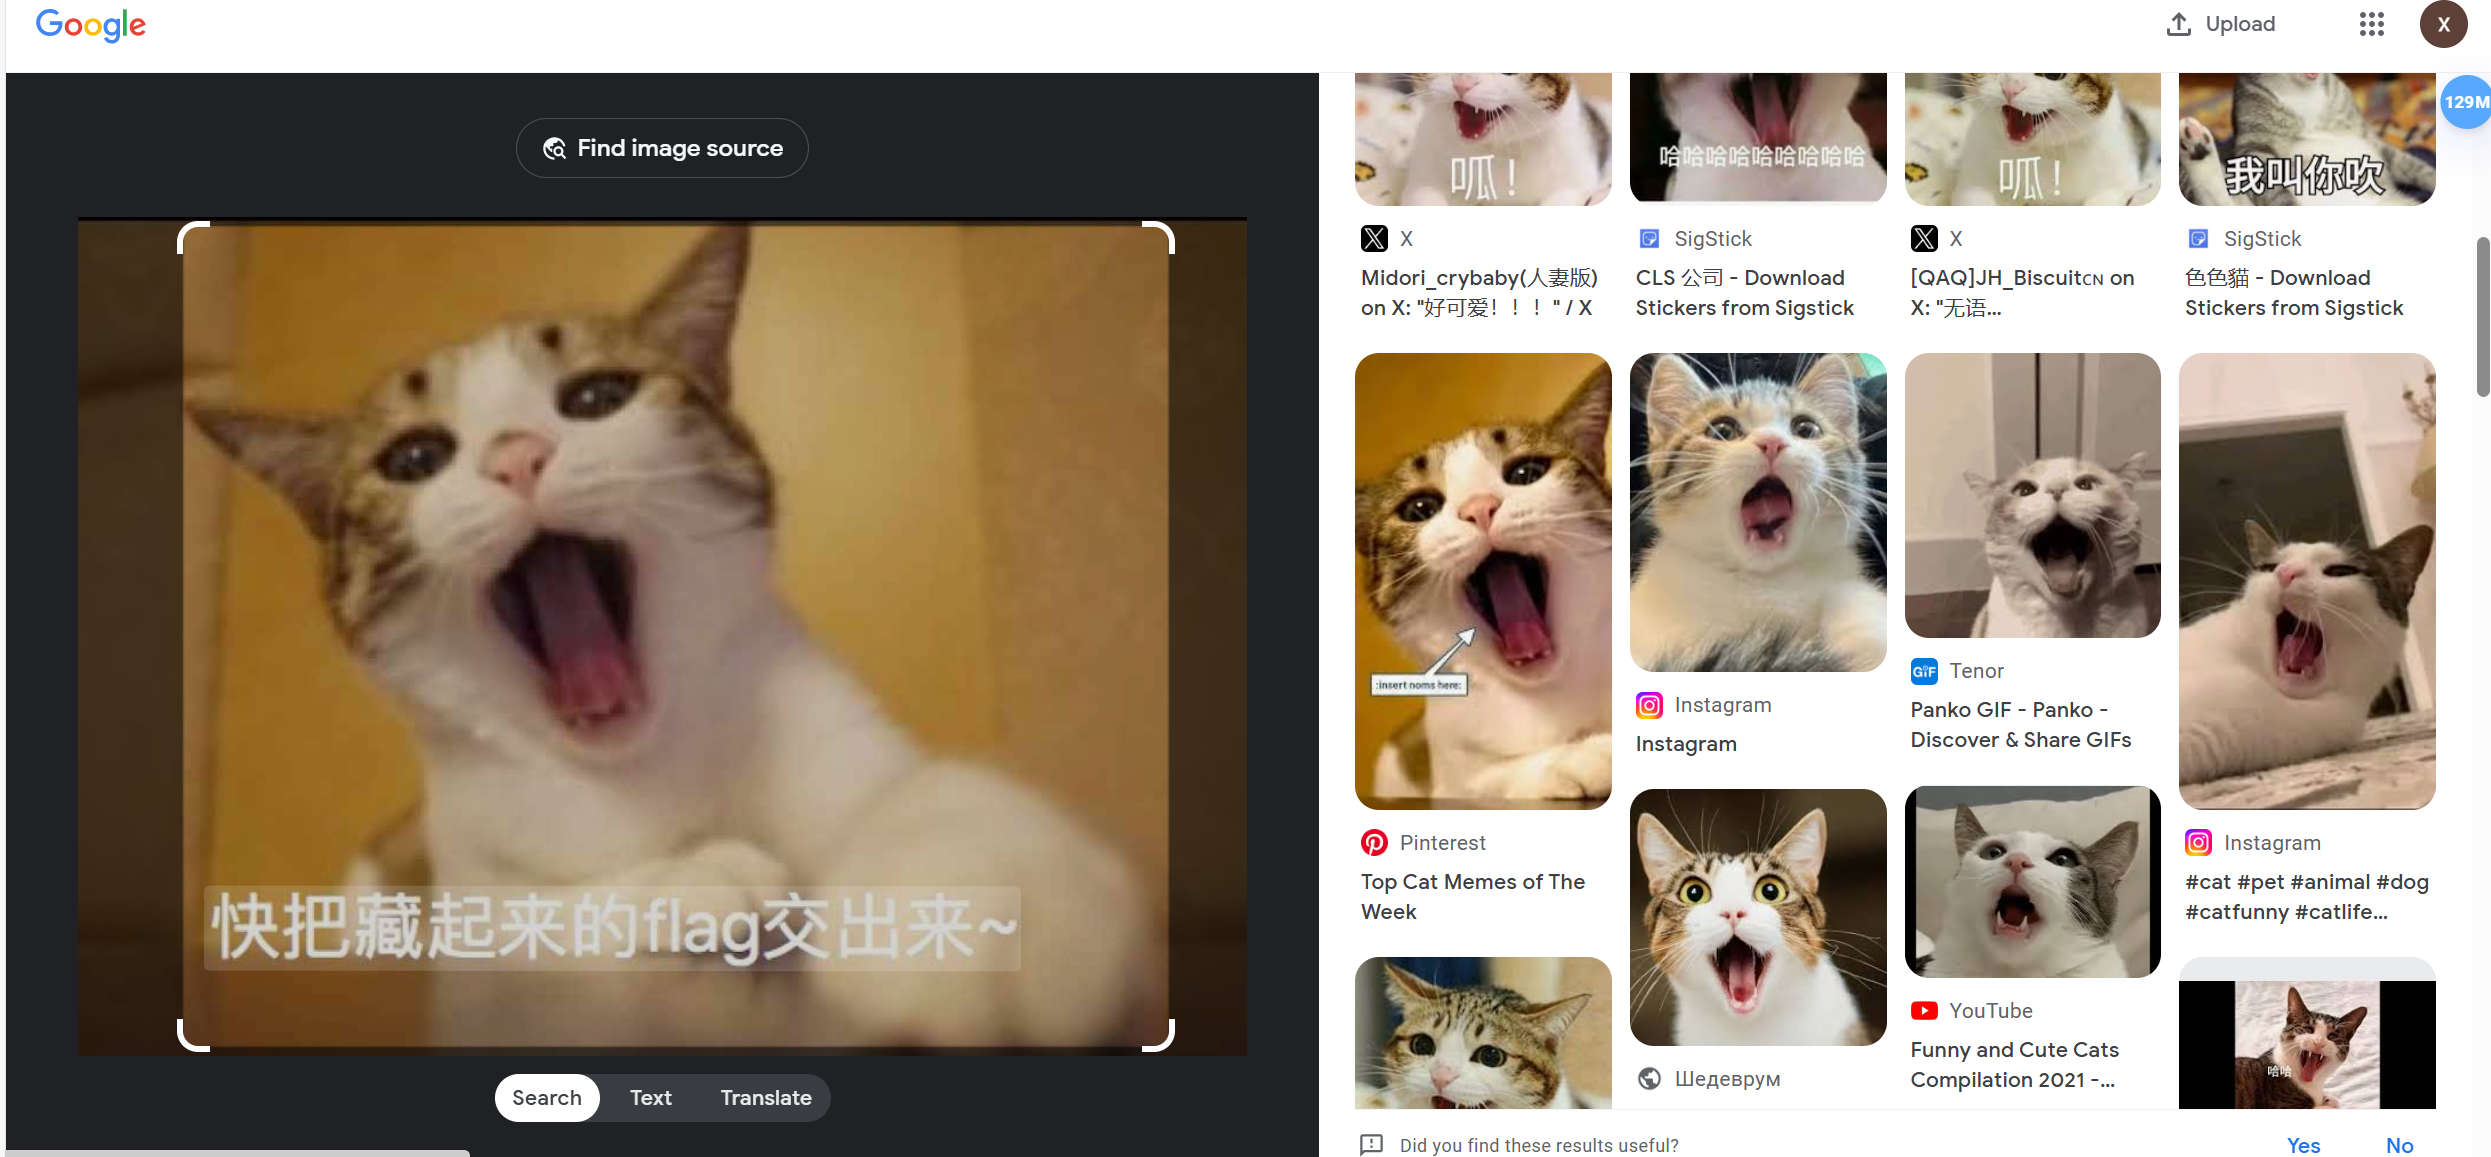 Google
Upload
X
129M
Find image source
快把藏起来的flag交出来~
Search
Text
Translate
呱！
X
Midori_crybaby(人妻版)
on X: "好可爱！！！" / X
哈哈哈哈哈哈哈哈哈
SigStick
CLS 公司 - Download
Stickers from Sigstick
呱！
X
[QAQ]JH_Biscuitᴄɴ on
X: "无语...
我叫你吹
SigStick
色色貓 - Download
Stickers from Sigstick
:insert noms here:
Pinterest
Top Cat Memes of The
Week
Instagram
Instagram
GIF
Tenor
Panko GIF - Panko -
Discover & Share GIFs
Instagram
#cat #pet #animal #dog
#catfunny #catlife...
Шедеврум
YouTube
Funny and Cute Cats
Compilation 2021 -...
哈哈
Did you find these results useful?
Yes
No